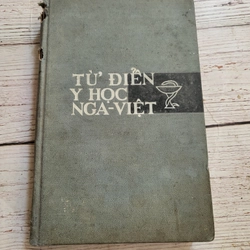 TỪ ĐIỂN
Y HỌC
NGA-VIỆT